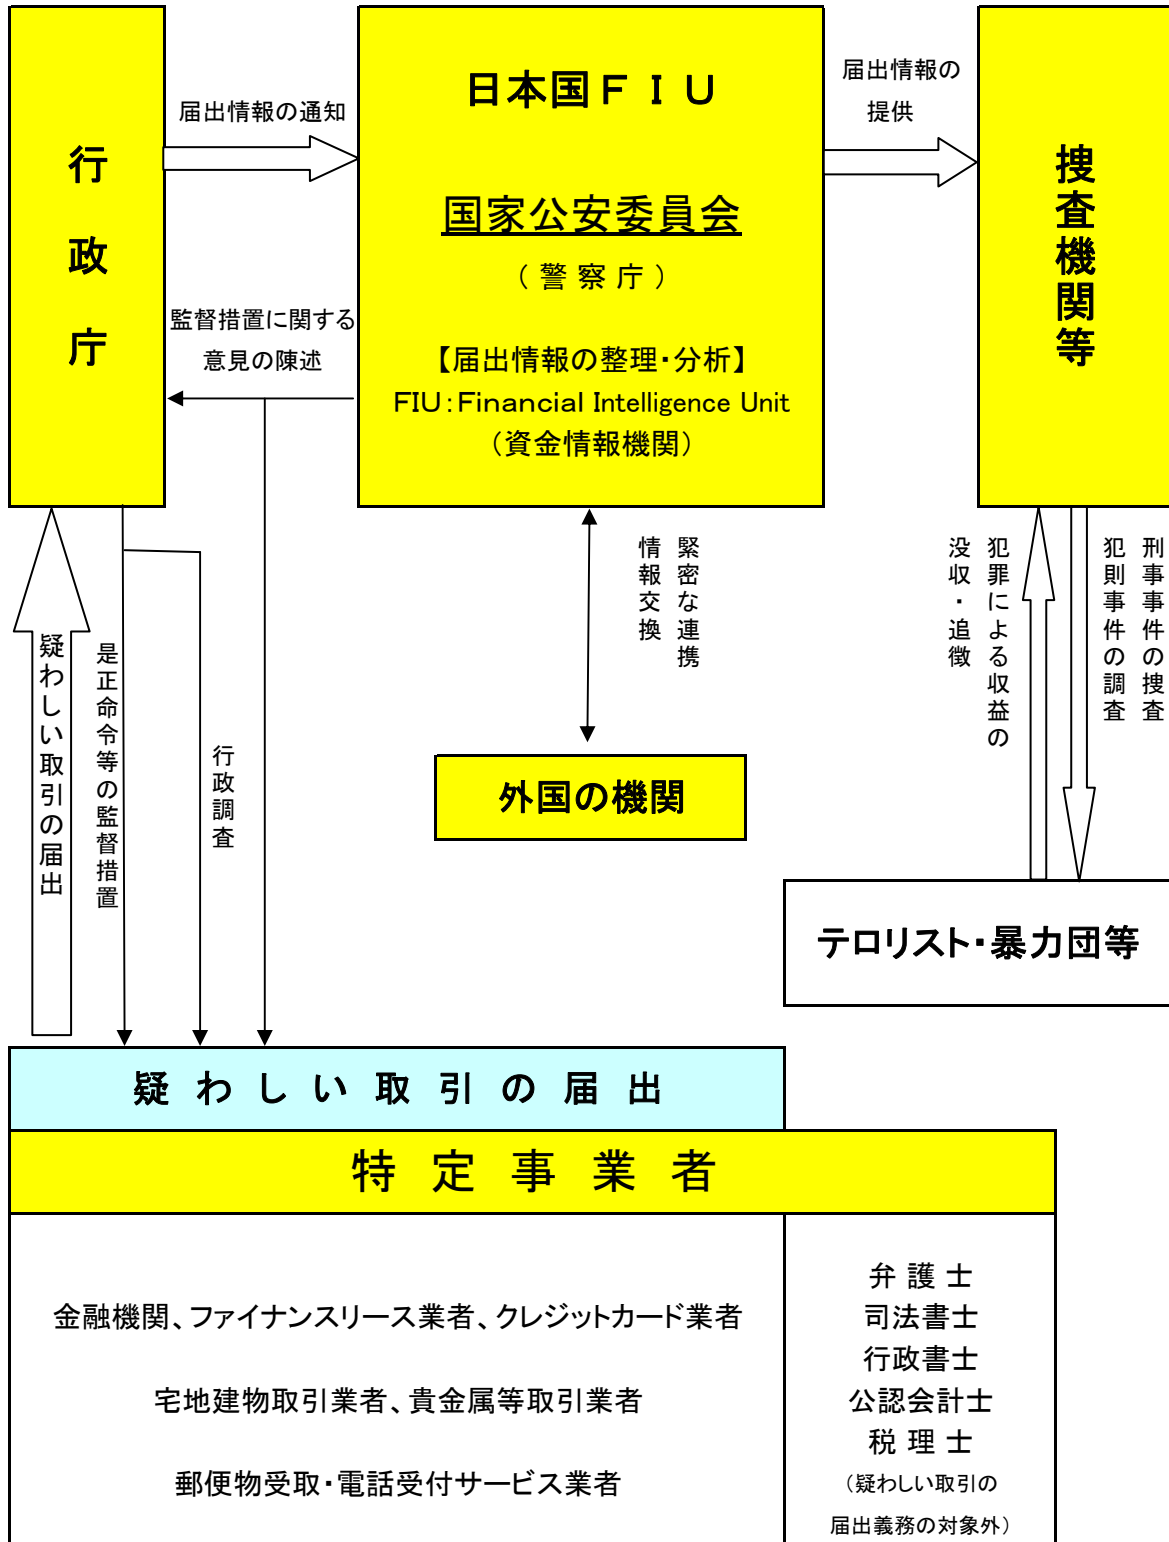 行政庁
届出情報の通知
監督措置に関する
意見の陳述
日本国ＦＩＵ
国家公安委員会
（警察庁）
【届出情報の整理・分析】
FIU：Financial Intelligence Unit
（資金情報機関）
届出情報の
提供
捜査機関等
疑わしい取引の届出
是正命令等の監督措置
行政調査
緊密な連携
情報交換
外国の機関
犯罪による収益の
没収・追徴
刑事事件の捜査
犯則事件の調査
テロリスト・暴力団等
疑わしい取引の届出
特定事業者
金融機関、ファイナンスリース業者、クレジットカード業者
宅地建物取引業者、貴金属等取引業者
郵便物受取・電話受付サービス業者
弁護士
司法書士
行政書士
公認会計士
税理士
（疑わしい取引の
届出義務の対象外）